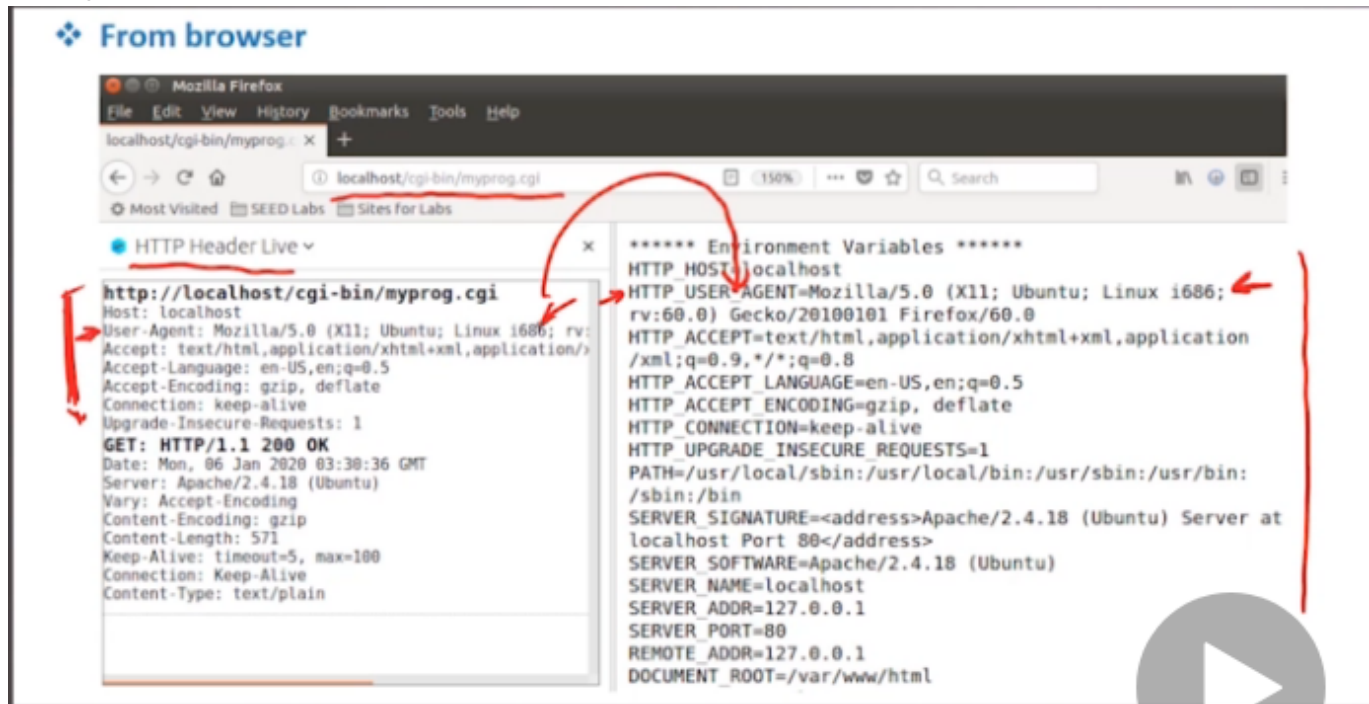 From browser
Mozilla Firefox
File Edit View History Bookmarks Tools Help
localhost/cgi-bin/myprog.c
localhost/cgi-bin/myprog.cgi
150%
Search
Most Visited SEED Labs Sites for Labs
HTTP Header Live
http://localhost/cgi-bin/myprog.cgi
Host: localhost
User-Agent: Mozilla/5.0 (X11; Ubuntu; Linux i686; rv:
Accept: text/html,application/xhtml+xml,application/x
Accept-Language: en-US,en;q=0.5
Accept-Encoding: gzip, deflate
Connection: keep-alive
Upgrade-Insecure-Requests: 1
GET: HTTP/1.1 200 OK
Date: Mon, 06 Jan 2020 03:30:36 GMT
Server: Apache/2.4.18 (Ubuntu)
Vary: Accept-Encoding
Content-Encoding: gzip
Content-Length: 571
Keep-Alive: timeout=5, max=100
Connection: Keep-Alive
Content-Type: text/plain
****** Environment Variables ******
HTTP_HOST=localhost
HTTP_USER_AGENT=Mozilla/5.0 (X11; Ubuntu; Linux i686;
rv:60.0) Gecko/20100101 Firefox/60.0
HTTP_ACCEPT=text/html,application/xhtml+xml,application
/xml;q=0.9,*/*;q=0.8
HTTP_ACCEPT_LANGUAGE=en-US,en;q=0.5
HTTP_ACCEPT_ENCODING=gzip, deflate
HTTP_CONNECTION=keep-alive
HTTP_UPGRADE_INSECURE_REQUESTS=1
PATH=/usr/local/sbin:/usr/local/bin:/usr/sbin:/usr/bin:
/sbin:/bin
SERVER_SIGNATURE=<address>Apache/2.4.18 (Ubuntu) Server at
localhost Port 80</address>
SERVER_SOFTWARE=Apache/2.4.18 (Ubuntu)
SERVER_NAME=localhost
SERVER_ADDR=127.0.0.1
SERVER_PORT=80
REMOTE_ADDR=127.0.0.1
DOCUMENT_ROOT=/var/www/html